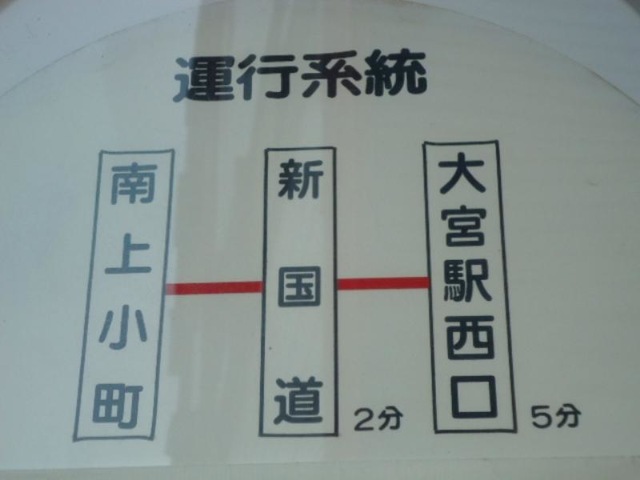 運行系統
南上小町
新国道
2分
大宮駅西口
5分